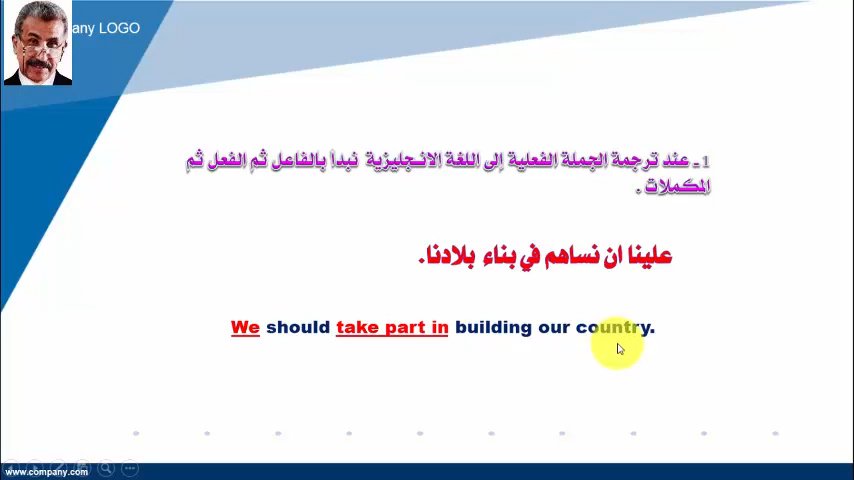 any LOGO
1ـ عند ترجمة الجملة الفعلية إلى اللغة الانجليزية نبدأ بالفاعل ثم الفعل ثم
المكملات .
علينا ان نساهم في بناء بلادنا.
We should take part in building our country.
www.company.com